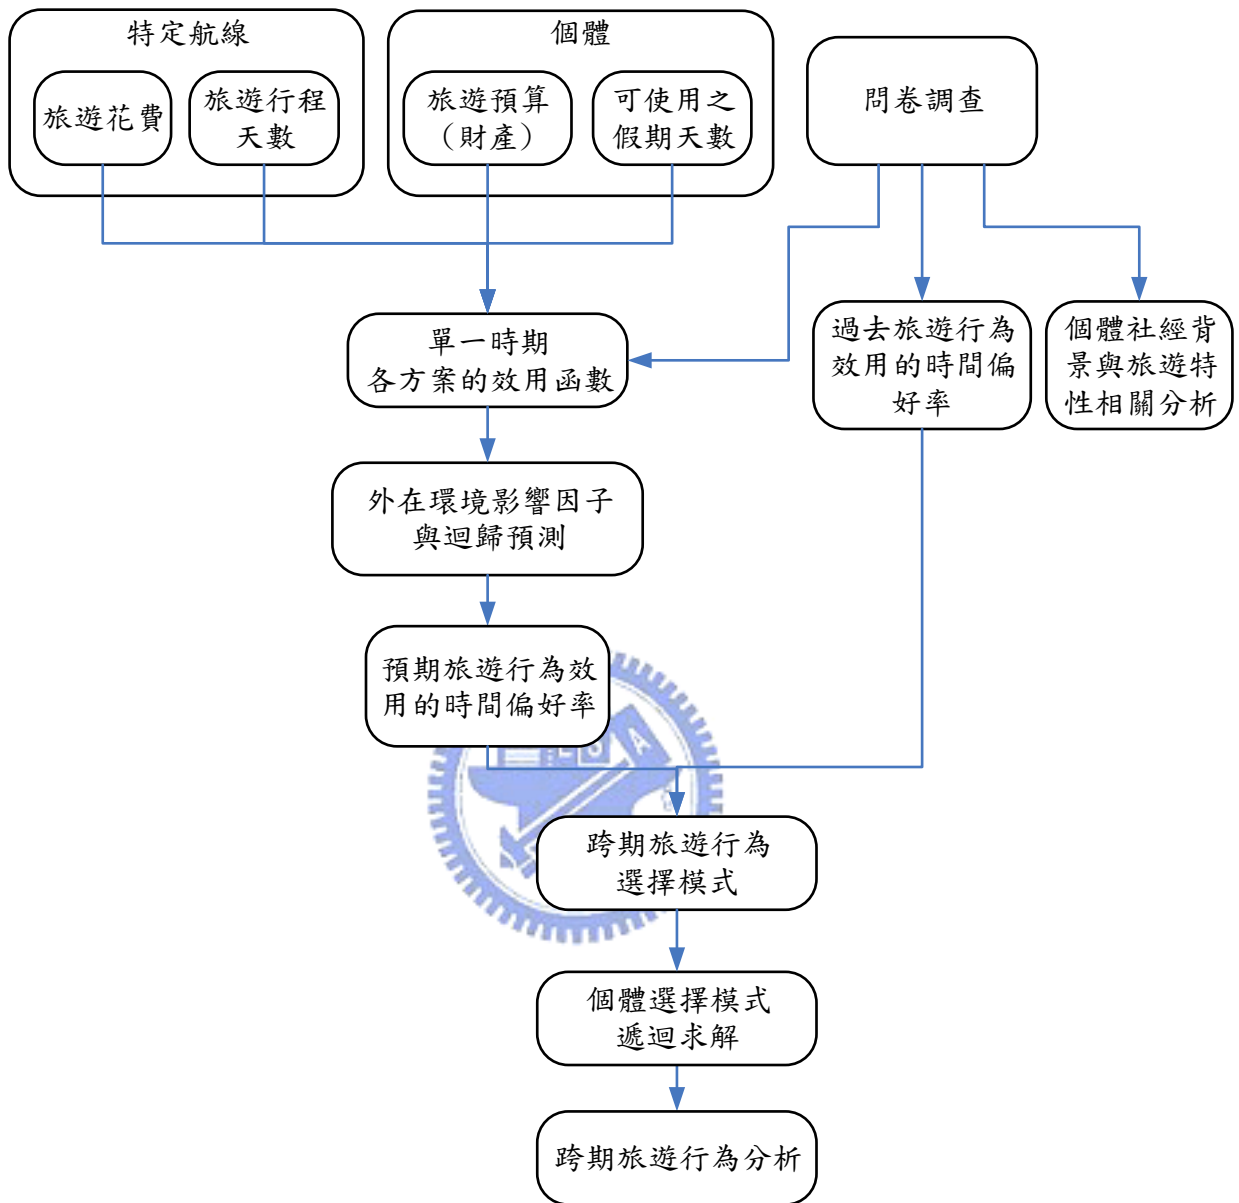 特定航線
旅遊花費
旅遊行程
天數
個體
旅遊預算
（財產）
可使用之
假期天數
問卷調查
單一時期
各方案的效用函數
過去旅遊行為
效用的時間偏
好率
個體社經背
景與旅遊特
性相關分析
外在環境影響因子
與迴歸預測
預期旅遊行為效
用的時間偏好率
跨期旅遊行為
選擇模式
個體選擇模式
遞迴求解
跨期旅遊行為分析